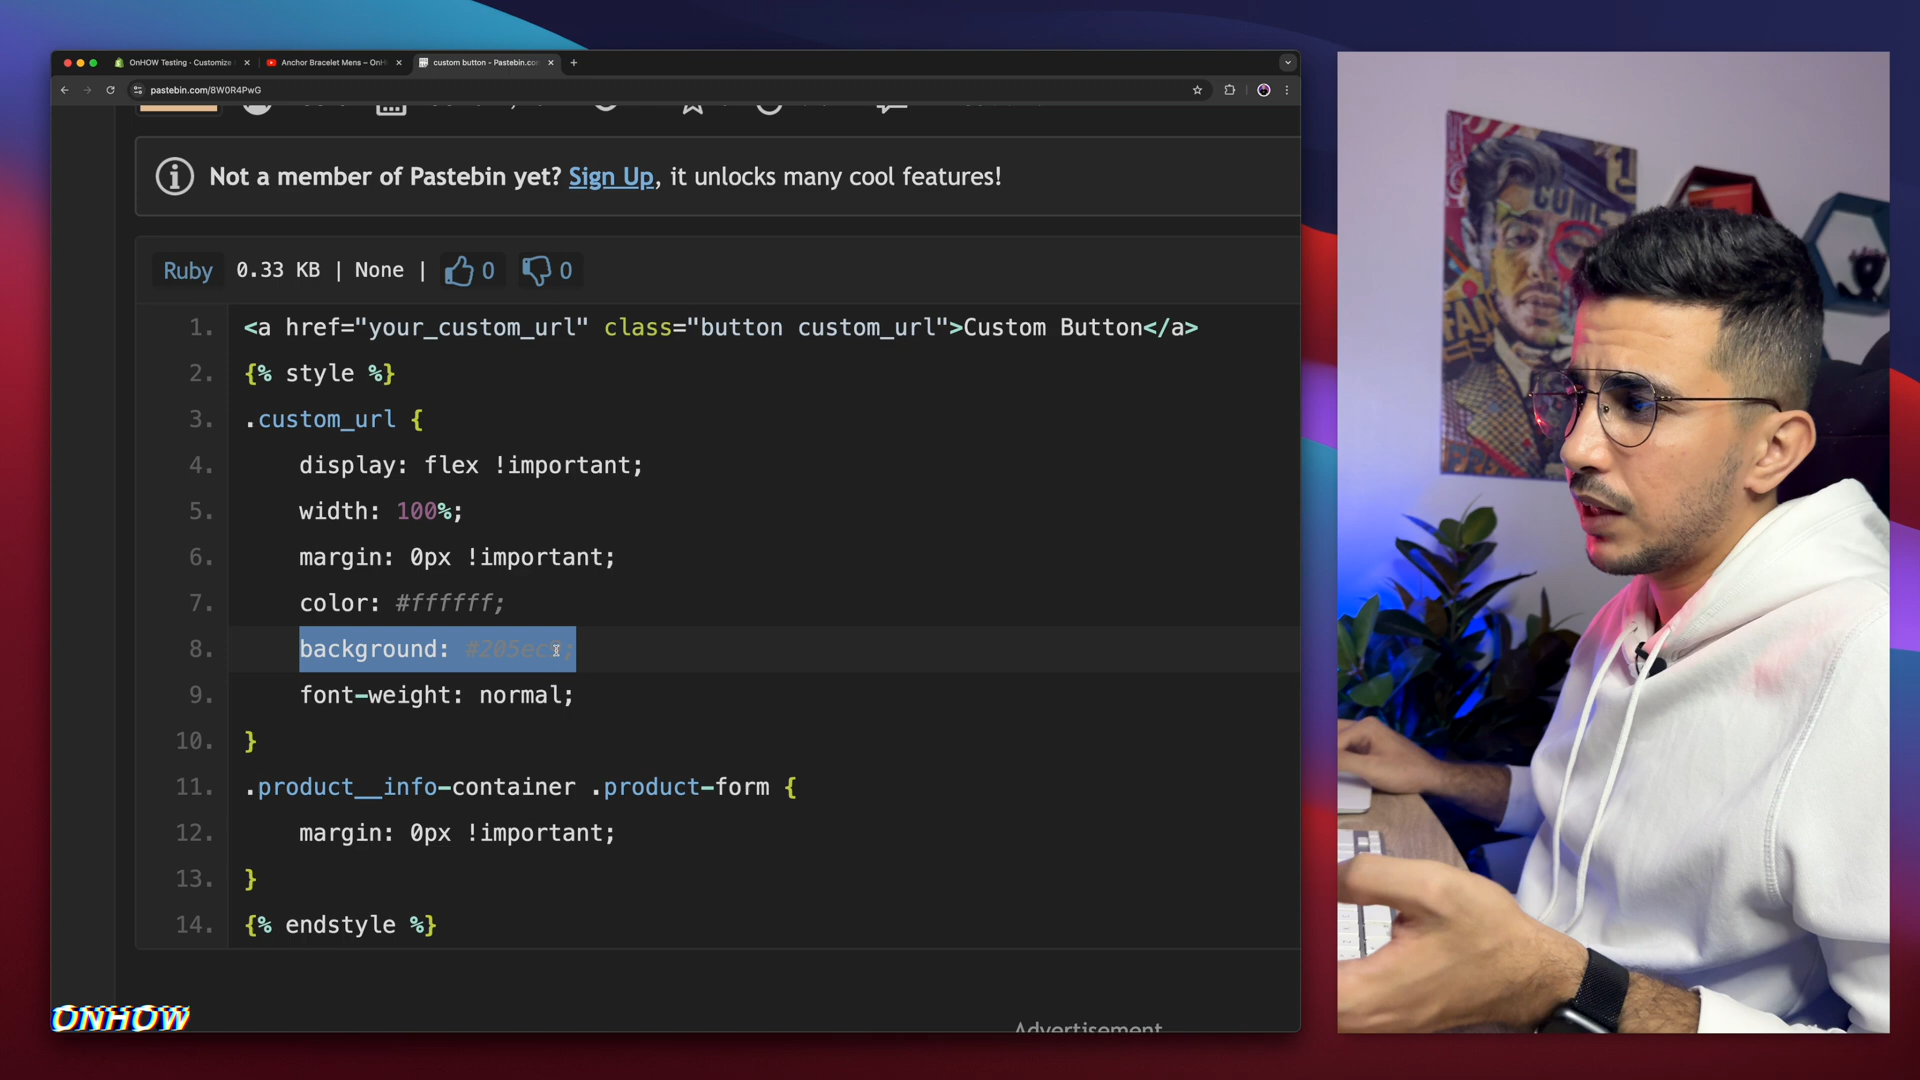 OnHOW Testing - Customize
Anchor Bracelet Mens – OnH
custom button - Pastebin.co
pastebin.com/8W0R4PwG
Not a member of Pastebin yet? Sign Up, it unlocks many cool features!
Ruby 0.33 KB | None | 0 0
1. <a href="your_custom_url" class="button custom_url">Custom Button</a>
2. {% style %}
3. .custom_url {
4. display: flex !important;
5. width: 100%;
6. margin: 0px !important;
7. color: #ffffff;
8. background:
9. font-weight: normal;
10. }
11. .product__info-container .product-form {
12. margin: 0px !important;
13. }
14. {% endstyle %}
Advertisement
ONHOW
COME
FAN